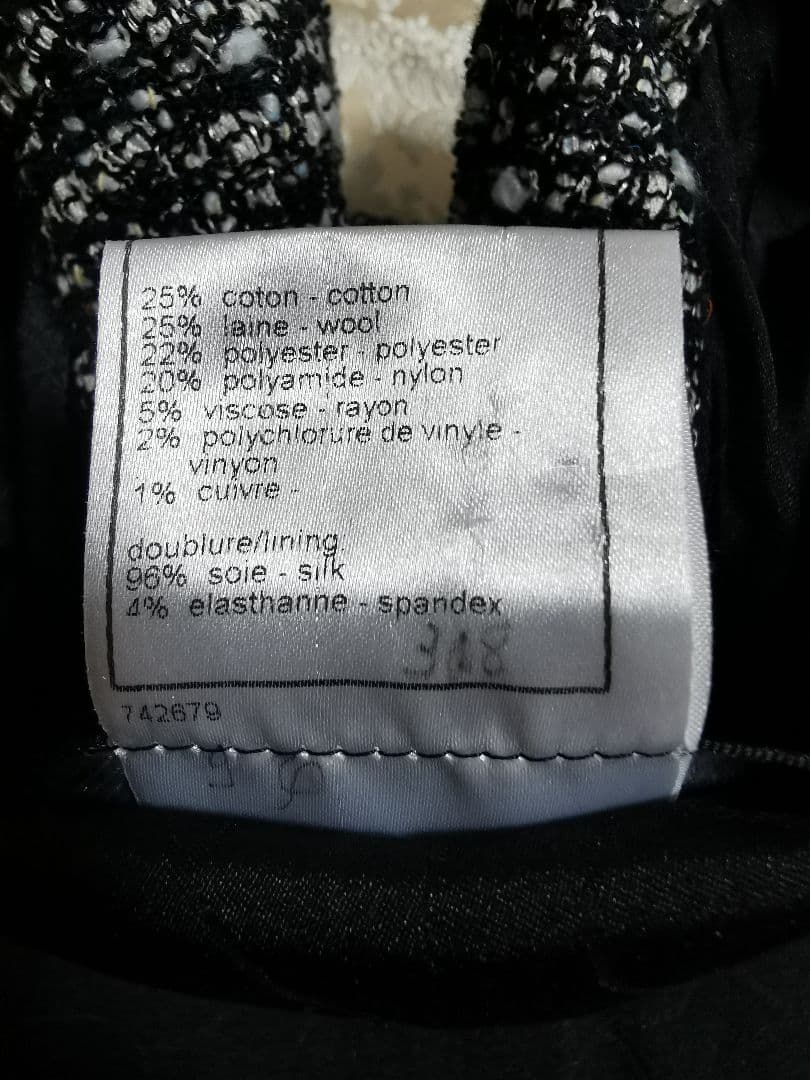 25% coton - cotton
25% laine - wool
22% polyester - polyester
20% polyamide - nylon
5% viscose - rayon
2% polychlorure de vinyle -
vinyon
1% cuivre -
doublure/lining
96% soie - silk
4% elasthanne - spandex
742679